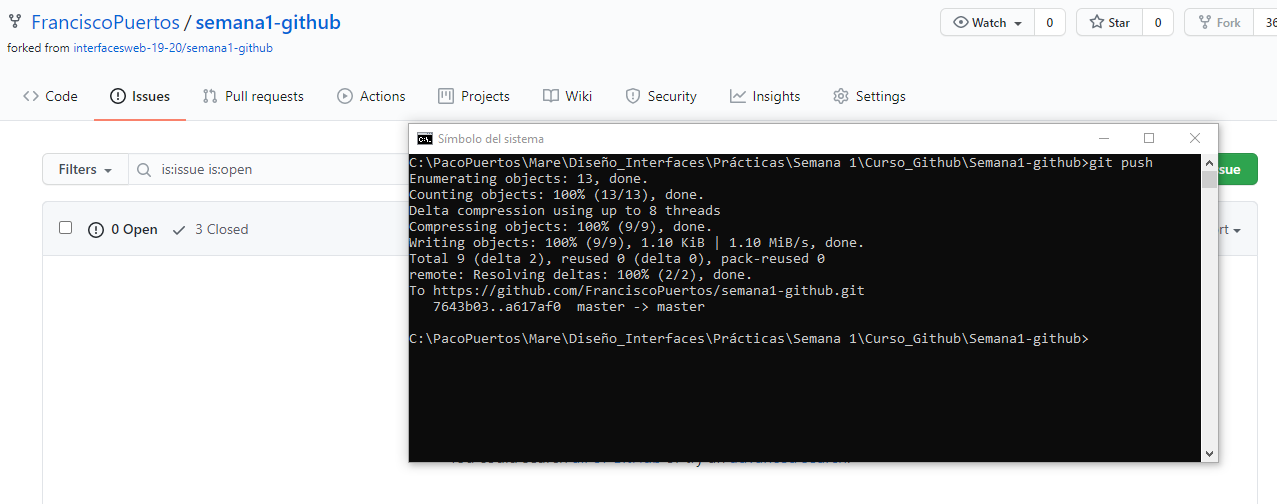 FranciscoPuertos / semana1-github
Watch 0 Star 0 Fork 36
forked from interfacesweb-19-20/semana1-github
Code Issues Pull requests Actions Projects Wiki Security Insights Settings
Filters is:issue is:open
0 Open 3 Closed
C:\. Símbolo del sistema
C:\PacoPuertos\Mare\Diseño_Interfaces\Prácticas\Semana 1\Curso_Github\Semana1-github>git push
Enumerating objects: 13, done.
Counting objects: 100% (13/13), done.
Delta compression using up to 8 threads
Compressing objects: 100% (9/9), done.
Writing objects: 100% (9/9), 1.10 KiB | 1.10 MiB/s, done.
Total 9 (delta 2), reused 0 (delta 0), pack-reused 0
remote: Resolving deltas: 100% (2/2), done.
To https://github.com/FranciscoPuertos/semana1-github.git
7643b03..a617af0 master -> master
C:\PacoPuertos\Mare\Diseño_Interfaces\Prácticas\Semana 1\Curso_Github\Semana1-github>